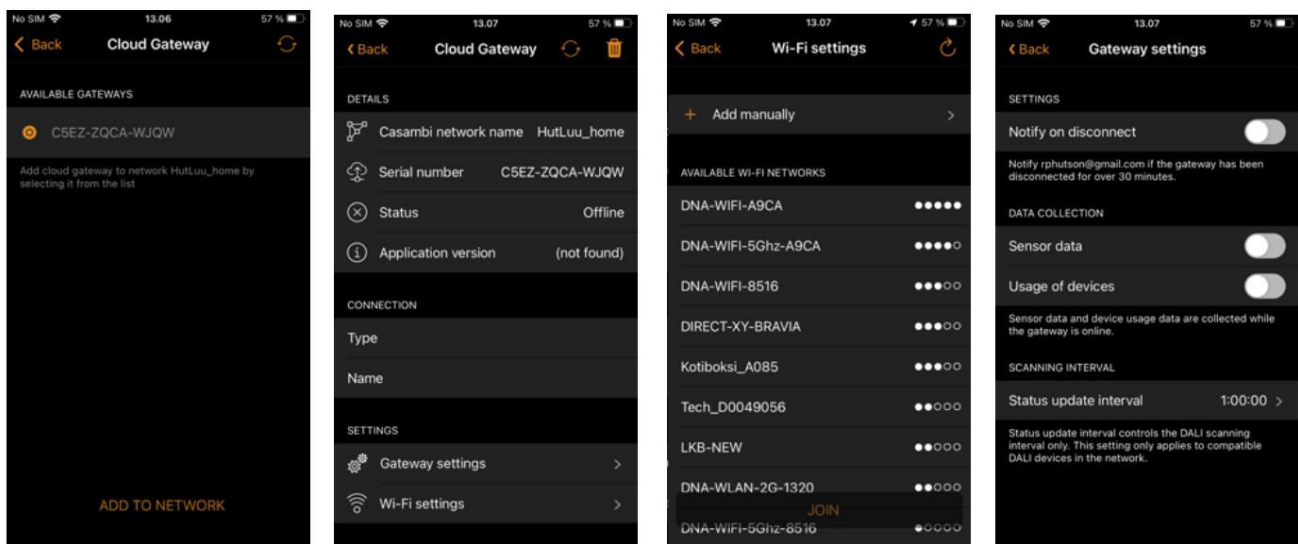 No SIM 13.06 57 %
Back Cloud Gateway
AVAILABLE GATEWAYS
C5EZ-ZQCA-WJQW
Add cloud gateway to network HutLuu_home by
selecting it from the list
ADD TO NETWORK
No SIM 13.07 57 %
Back Cloud Gateway
DETAILS
Casambi network name HutLuu_home
Serial number C5EZ-ZQCA-WJQW
Status Offline
Application version (not found)
CONNECTION
Type
Name
SETTINGS
Gateway settings
Wi-Fi settings
No SIM 13.07 57 %
Back Wi-Fi settings
+ Add manually
AVAILABLE WI-FI NETWORKS
DNA-WIFI-A9CA
DNA-WIFI-5Ghz-A9CA
DNA-WIFI-8516
DIRECT-XY-BRAVIA
Kotiboksi_A085
Tech_D0049056
LKB-NEW
DNA-WLAN-2G-1320
JOIN
DNA-WIFI-5Ghz-8516
No SIM 13.07 57 %
Back Gateway settings
SETTINGS
Notify on disconnect
Notify rphutson@gmail.com if the gateway has been
disconnected for over 30 minutes.
DATA COLLECTION
Sensor data
Usage of devices
Sensor data and device usage data are collected while
the gateway is online.
SCANNING INTERVAL
Status update interval 1:00:00
Status update interval controls the DALI scanning
interval only. This setting only applies to compatible
DALI devices in the network.